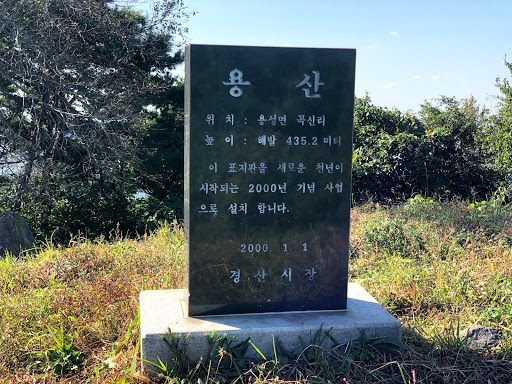 용 산
위 치 : 용성면 곡신리
높 이 : 해발 435.2 미터
이 표지판을 새로운 천년이
시작되는 2000년 기념 사업
으로 설치 합니다.
2000. 1. 1
경 산 시 장